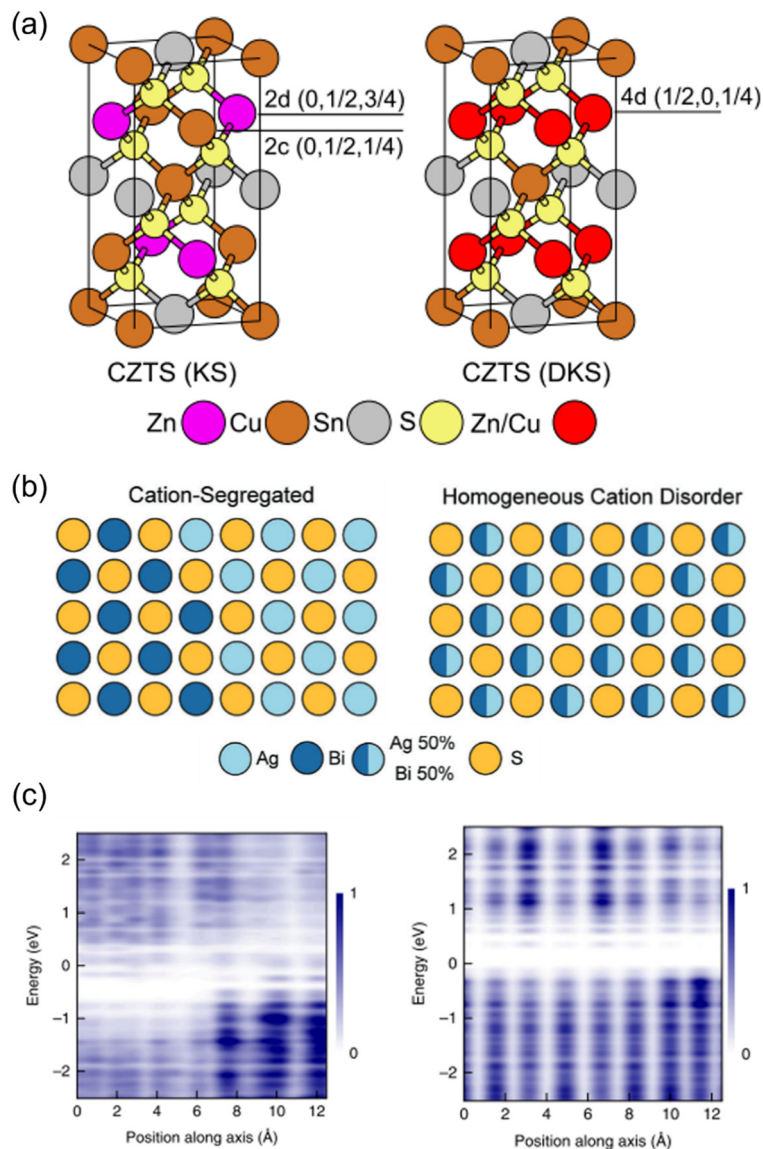 (a)
2d (0,1/2,3/4)
2c (0,1/2,1/4)
4d (1/2,0,1/4)
CZTS (KS)
CZTS (DKS)
Zn Cu Sn S Zn/Cu
(b)
Cation-Segregated
Homogeneous Cation Disorder
Ag Bi Ag 50% Bi 50% S
(c)
Energy (eV)
2
1
0
−1
−2
0 2 4 6 8 10 12
Position along axis (Å)
1
0
Energy (eV)
2
1
0
−1
−2
0 2 4 6 8 10 12
Position along axis (Å)
1
0